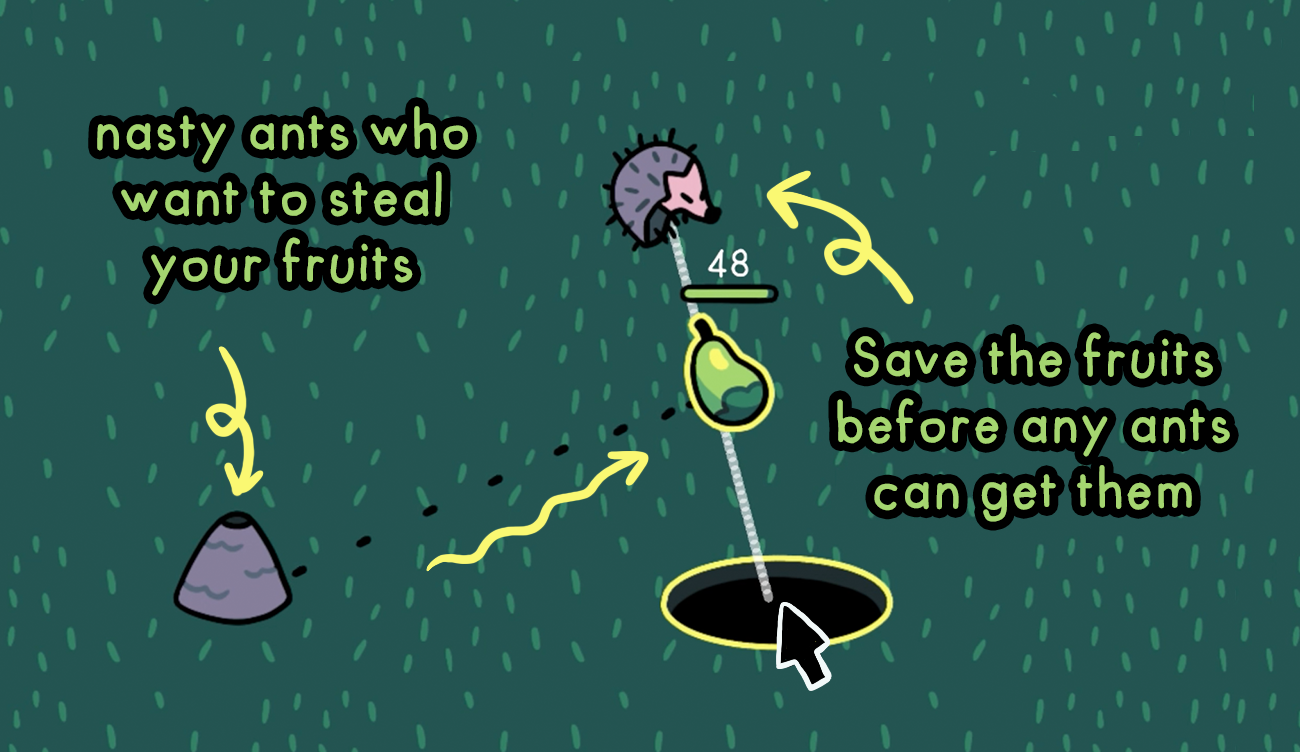 nasty ants who
want to steal
your fruits
48
Save the fruits
before any ants
can get them